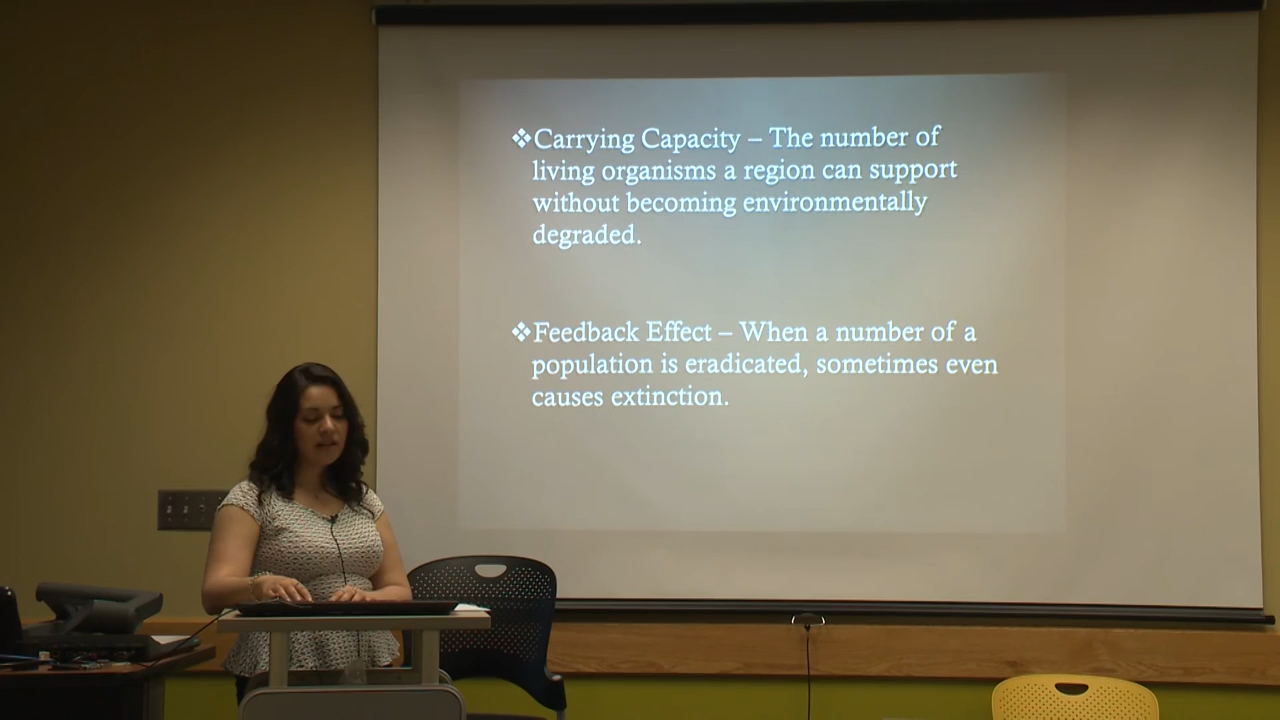 ❖Carrying Capacity – The number of
living organisms a region can support
without becoming environmentally
degraded.
❖Feedback Effect – When a number of a
population is eradicated, sometimes even
causes extinction.